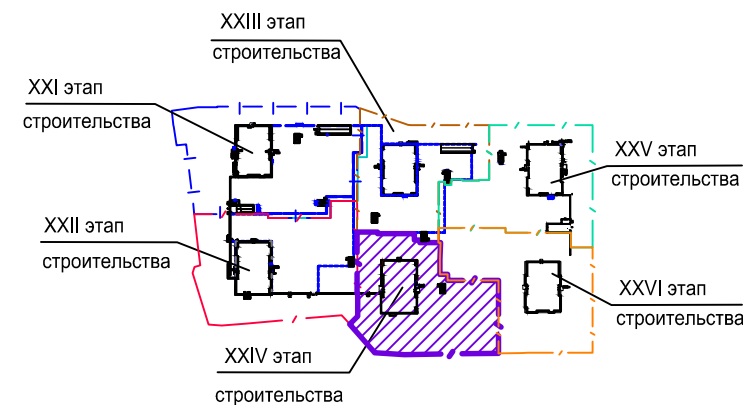 XXIII этап
строительства
XXI этап
строительства
XXV этап
строительства
XXII этап
строительства
XXVI этап
строительства
XXIV этап
строительства